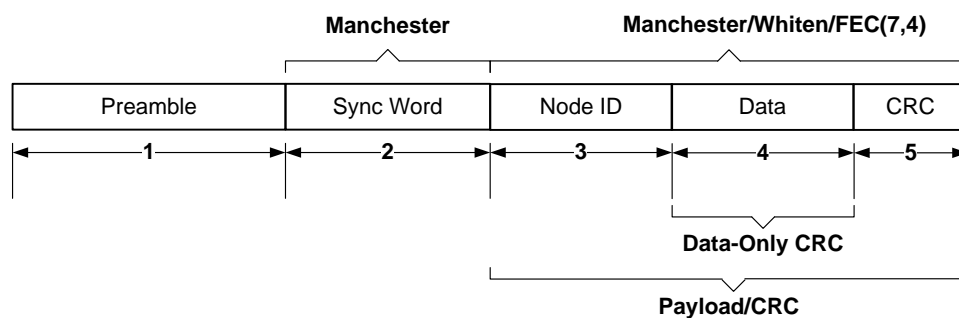 Manchester
Manchester/Whiten/FEC(7,4)
Preamble
Sync Word
Node ID
Data
CRC
1
2
3
4
5
Data-Only CRC
Payload/CRC